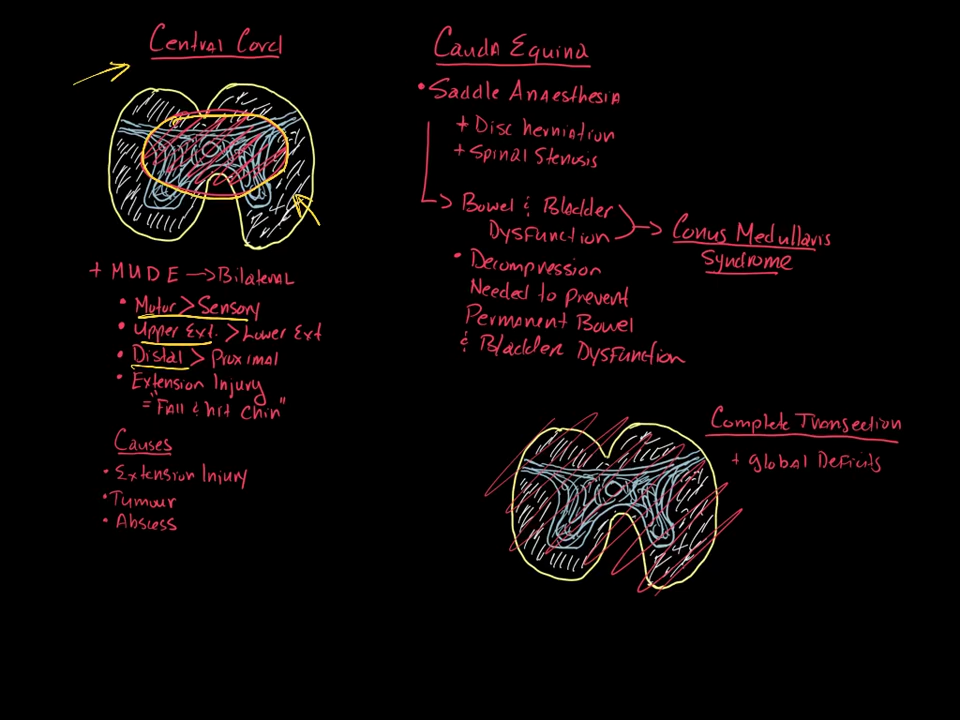 Central Cord
+ MUDE → Bilateral
• Motor > Sensory
• Upper Ext. > Lower Ext
• Distal > Proximal
• Extension Injury
= "Fall & hit chin"
Causes
• Extension Injury
• Tumour
• Abscess
Cauda Equina
• Saddle Anaesthesia
+ Disc herniation
+ Spinal Stenosis
→ Bowel & Bladder
Dysfunction → Conus Medullaris
Syndrome
• Decompression
Needed to prevent
Permanent Bowel
& Bladder Dysfunction
Complete Transection
+ Global Deficits